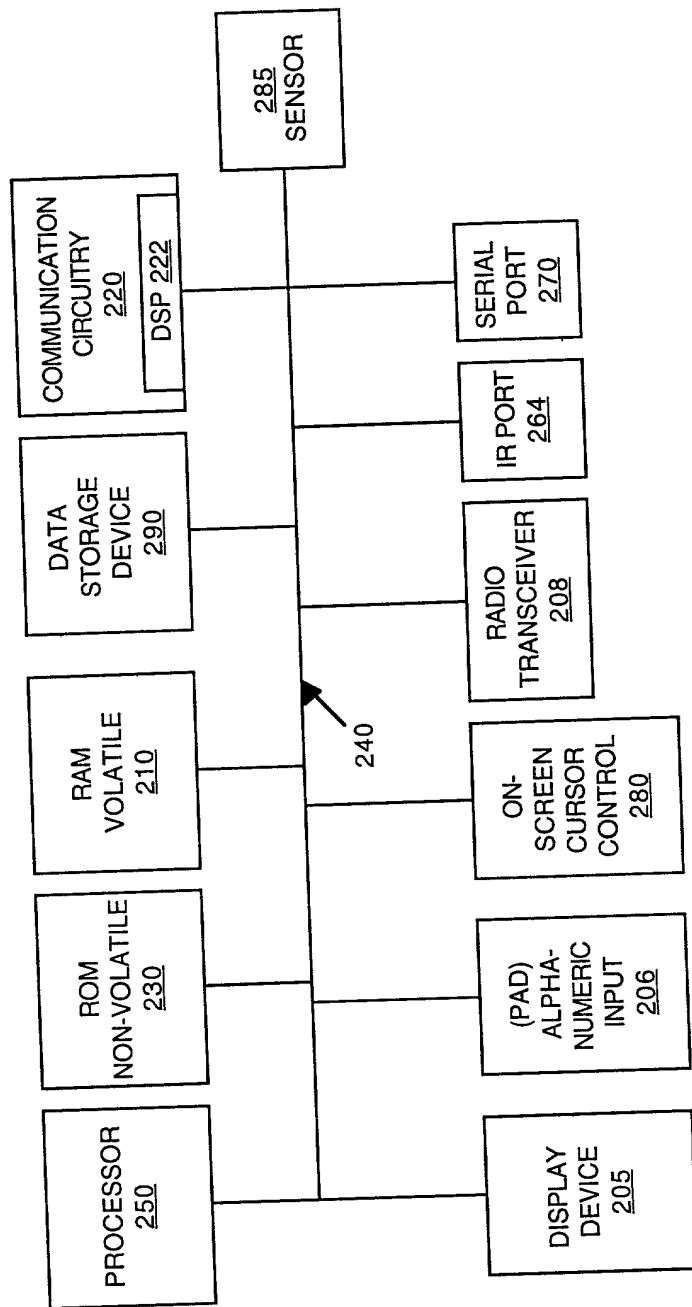 PROCESSOR
250
ROM
NON-VOLATILE
230
RAM
VOLATILE
210
DATA
STORAGE
DEVICE
290
COMMUNICATION
CIRCUITRY
220
DSP 222
285
SENSOR
240
DISPLAY
DEVICE
205
(PAD)
ALPHA-
NUMERIC
INPUT
206
ON-
SCREEN
CURSOR
CONTROL
280
RADIO
TRANSCEIVER
208
IR PORT
264
SERIAL
PORT
270